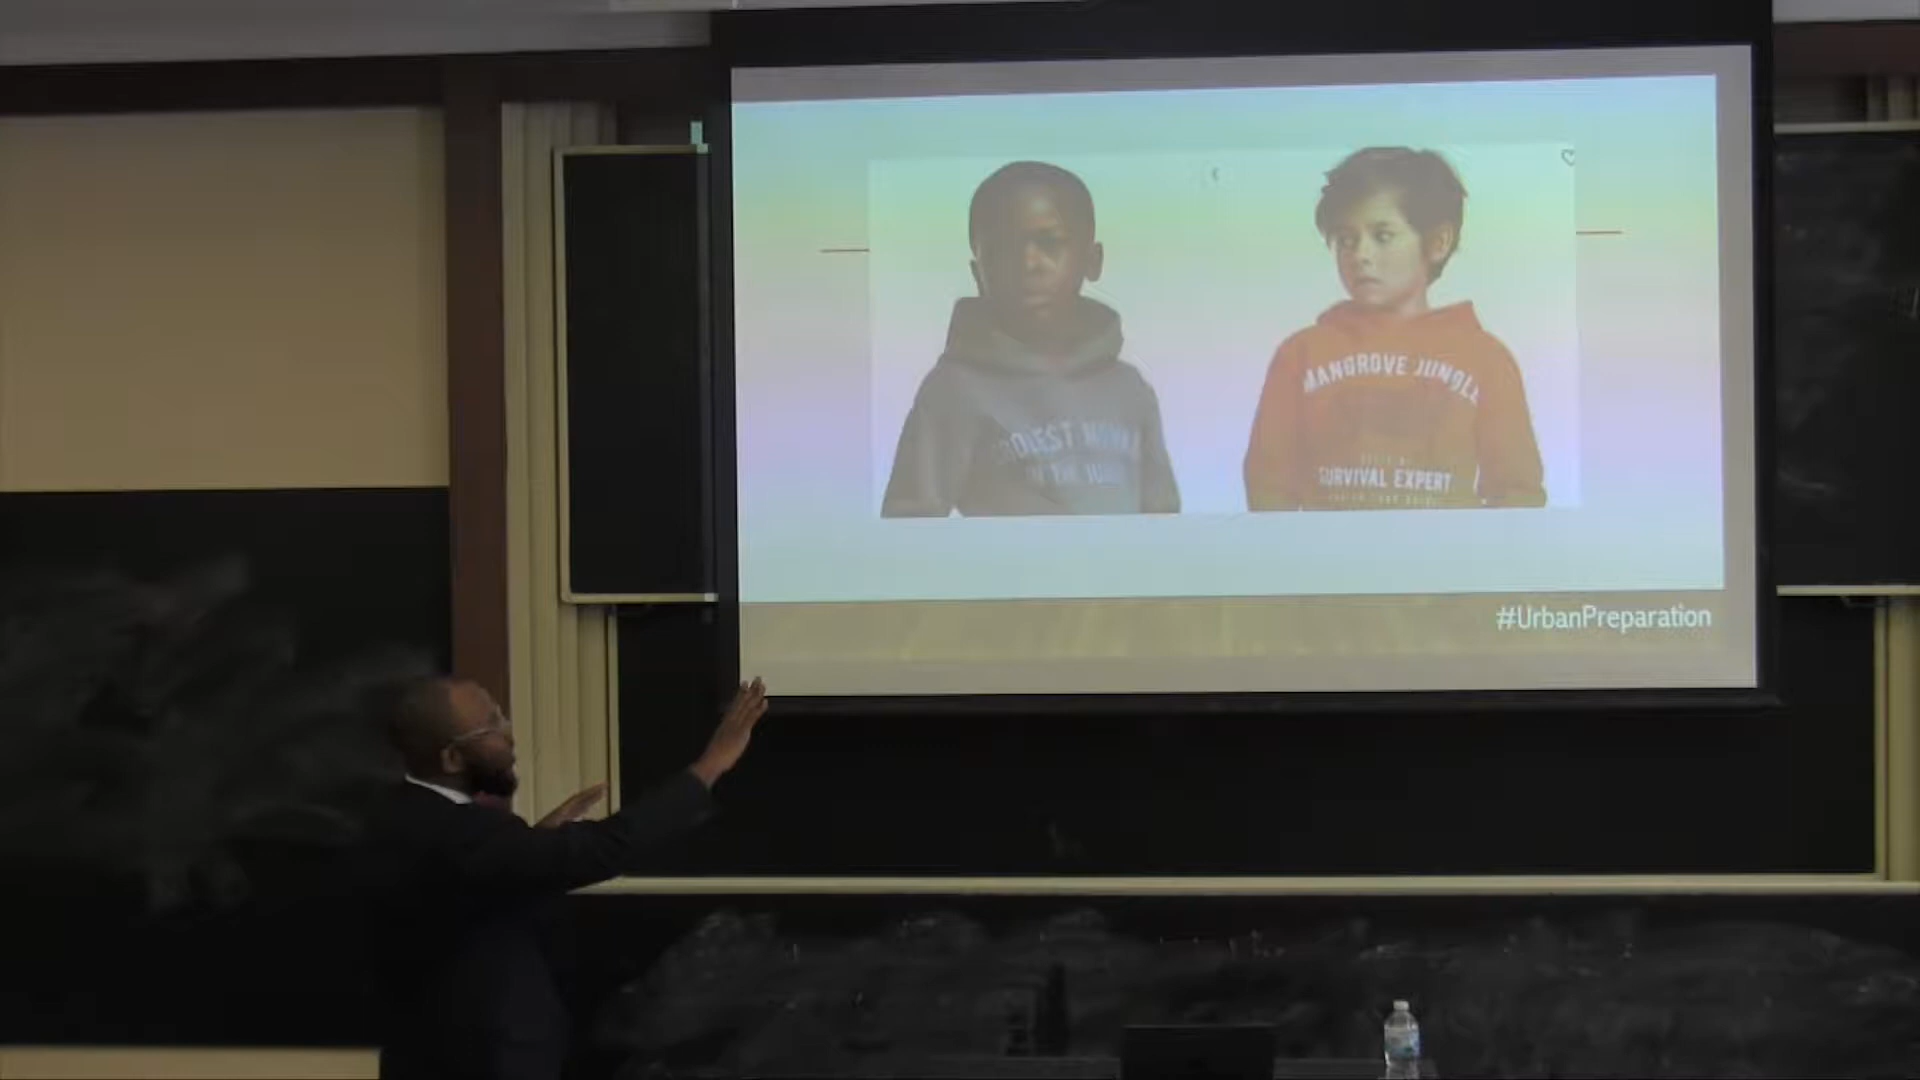 COOLEST MONKEY
IN THE JUNGLE
MANGROVE JUNGLE
SURVIVAL EXPERT
#UrbanPreparation